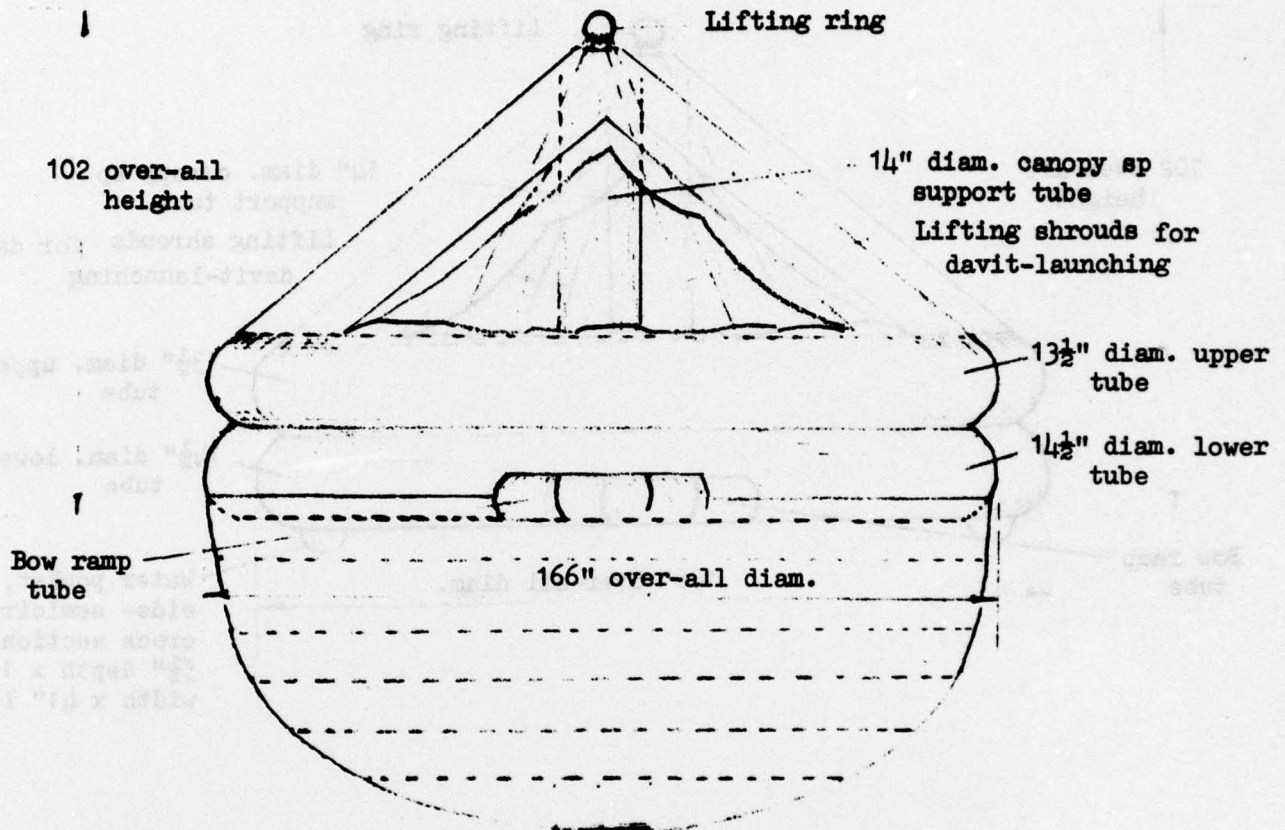 Lifting ring
102 over-all
height
14" diam. canopy sp
support tube
Lifting shrouds for
davit-launching
13½" diam. upper
tube
14½" diam. lower
tube
Bow ramp
tube
166" over-all diam.